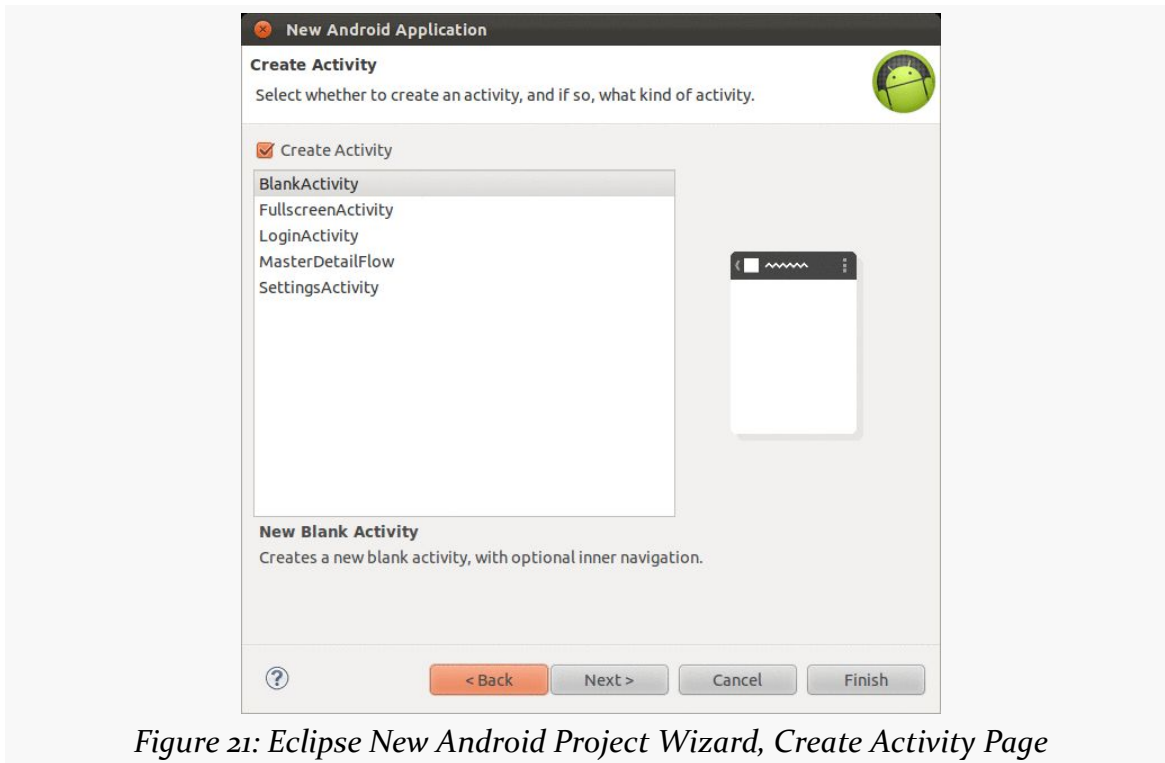 New Android Application
Create Activity
Select whether to create an activity, and if so, what kind of activity.
Create Activity
BlankActivity
FullscreenActivity
LoginActivity
MasterDetailFlow
SettingsActivity
New Blank Activity
Creates a new blank activity, with optional inner navigation.
< Back
Next >
Cancel
Finish
Figure 21: Eclipse New Android Project Wizard, Create Activity Page